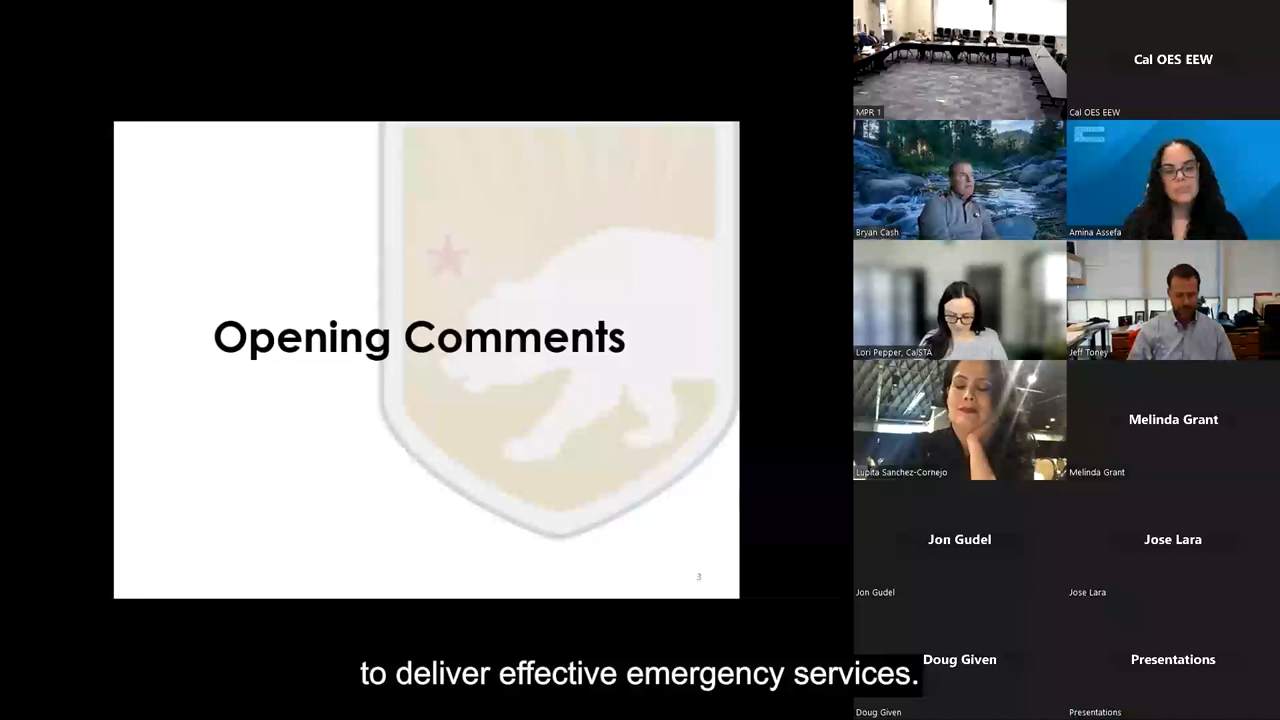 Opening Comments
3
to deliver effective emergency services.
MPR 1
Cal OES EEW
Cal OES EEW
Bryan Cash
Amina Assefa
Lori Pepper, CalSTA
Jeff Toney
Lupita Sanchez-Cornejo
Melinda Grant
Melinda Grant
Jon Gudel
Jon Gudel
Jose Lara
Jose Lara
Doug Given
Doug Given
Presentations
Presentations